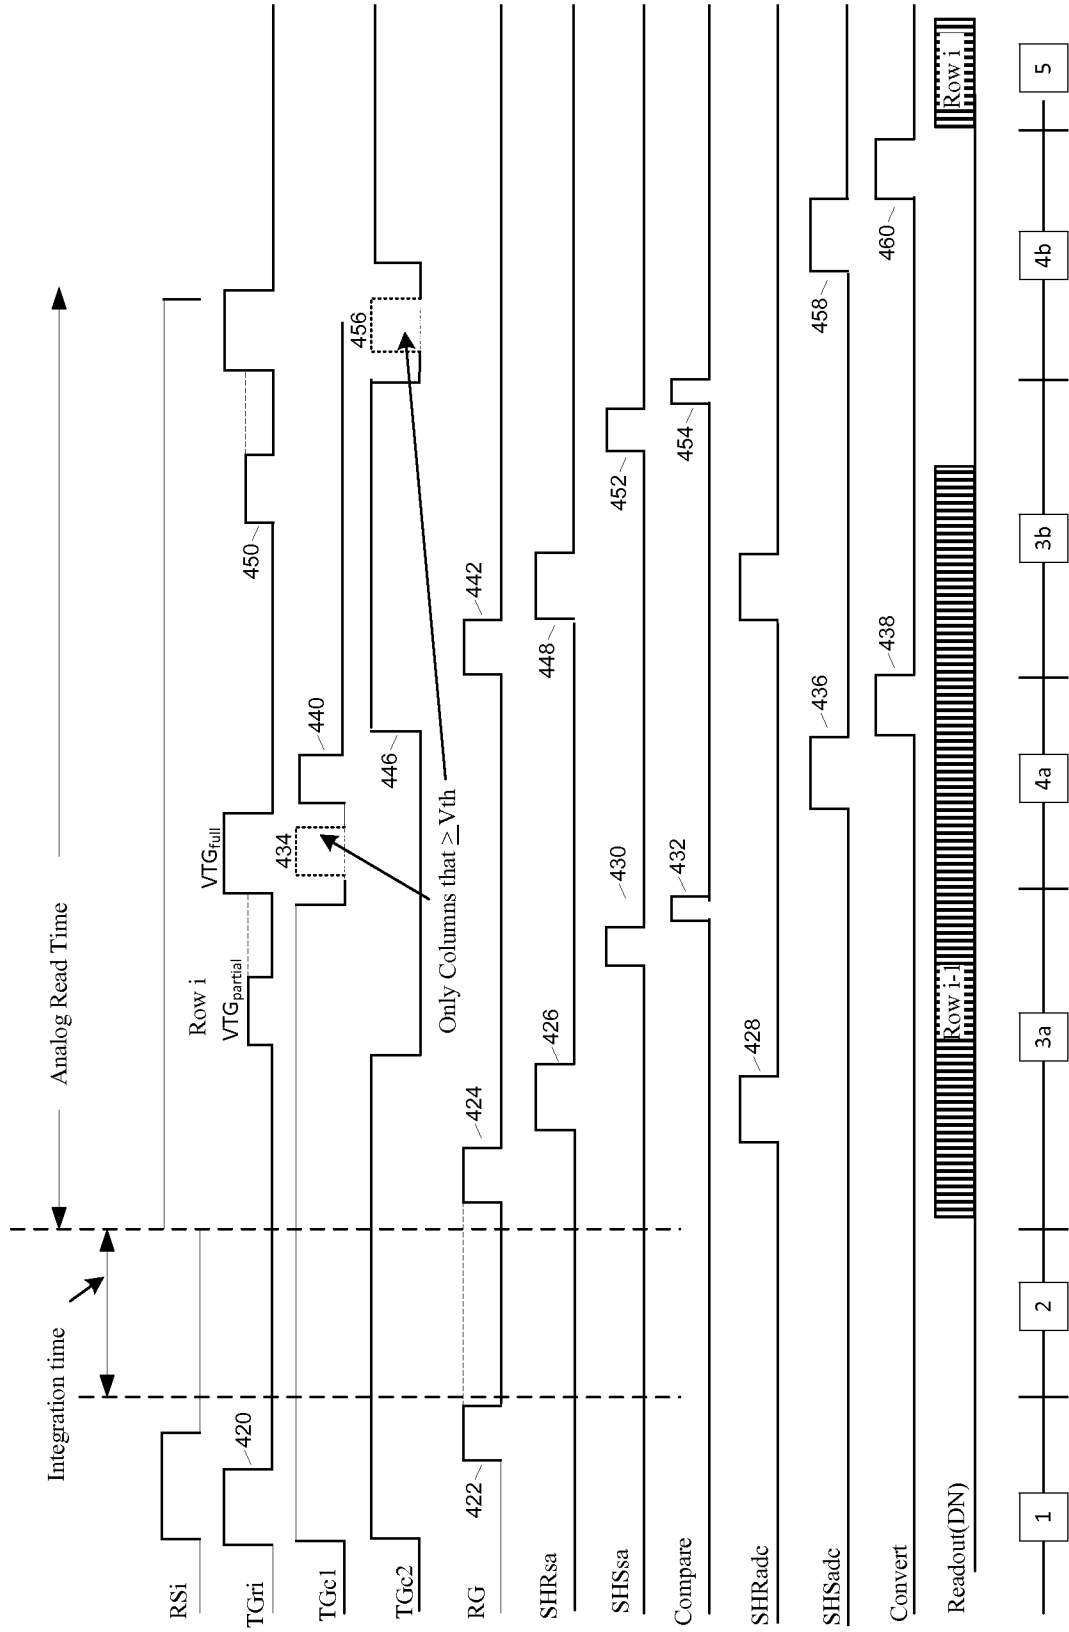 Integration time
Analog Read Time
RSi
Row i
TGri
420
VTGpartial
VTGfull
450
TGc1
434
440
TGc2
446
456
Only Columns that ≥ Vth
RG
422
424
442
SHRsa
426
448
SHSsa
430
452
Compare
432
454
SHRadc
428
SHSadc
436
458
Convert
438
460
Readout(DN)
Row i-1
Row i
1
2
3a
4a
3b
4b
5